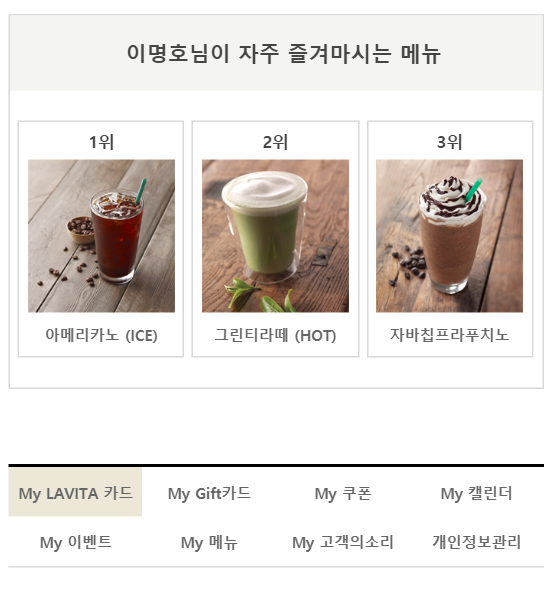 이명호님이 자주 즐겨마시는 메뉴
1위 2위 3위
아메리카노 (ICE) 그린티라떼 (HOT) 자바칩프라푸치노
My LAVITA 카드 My Gift카드 My 쿠폰 My 캘린더
My 이벤트 My 메뉴 My 고객의소리 개인정보관리